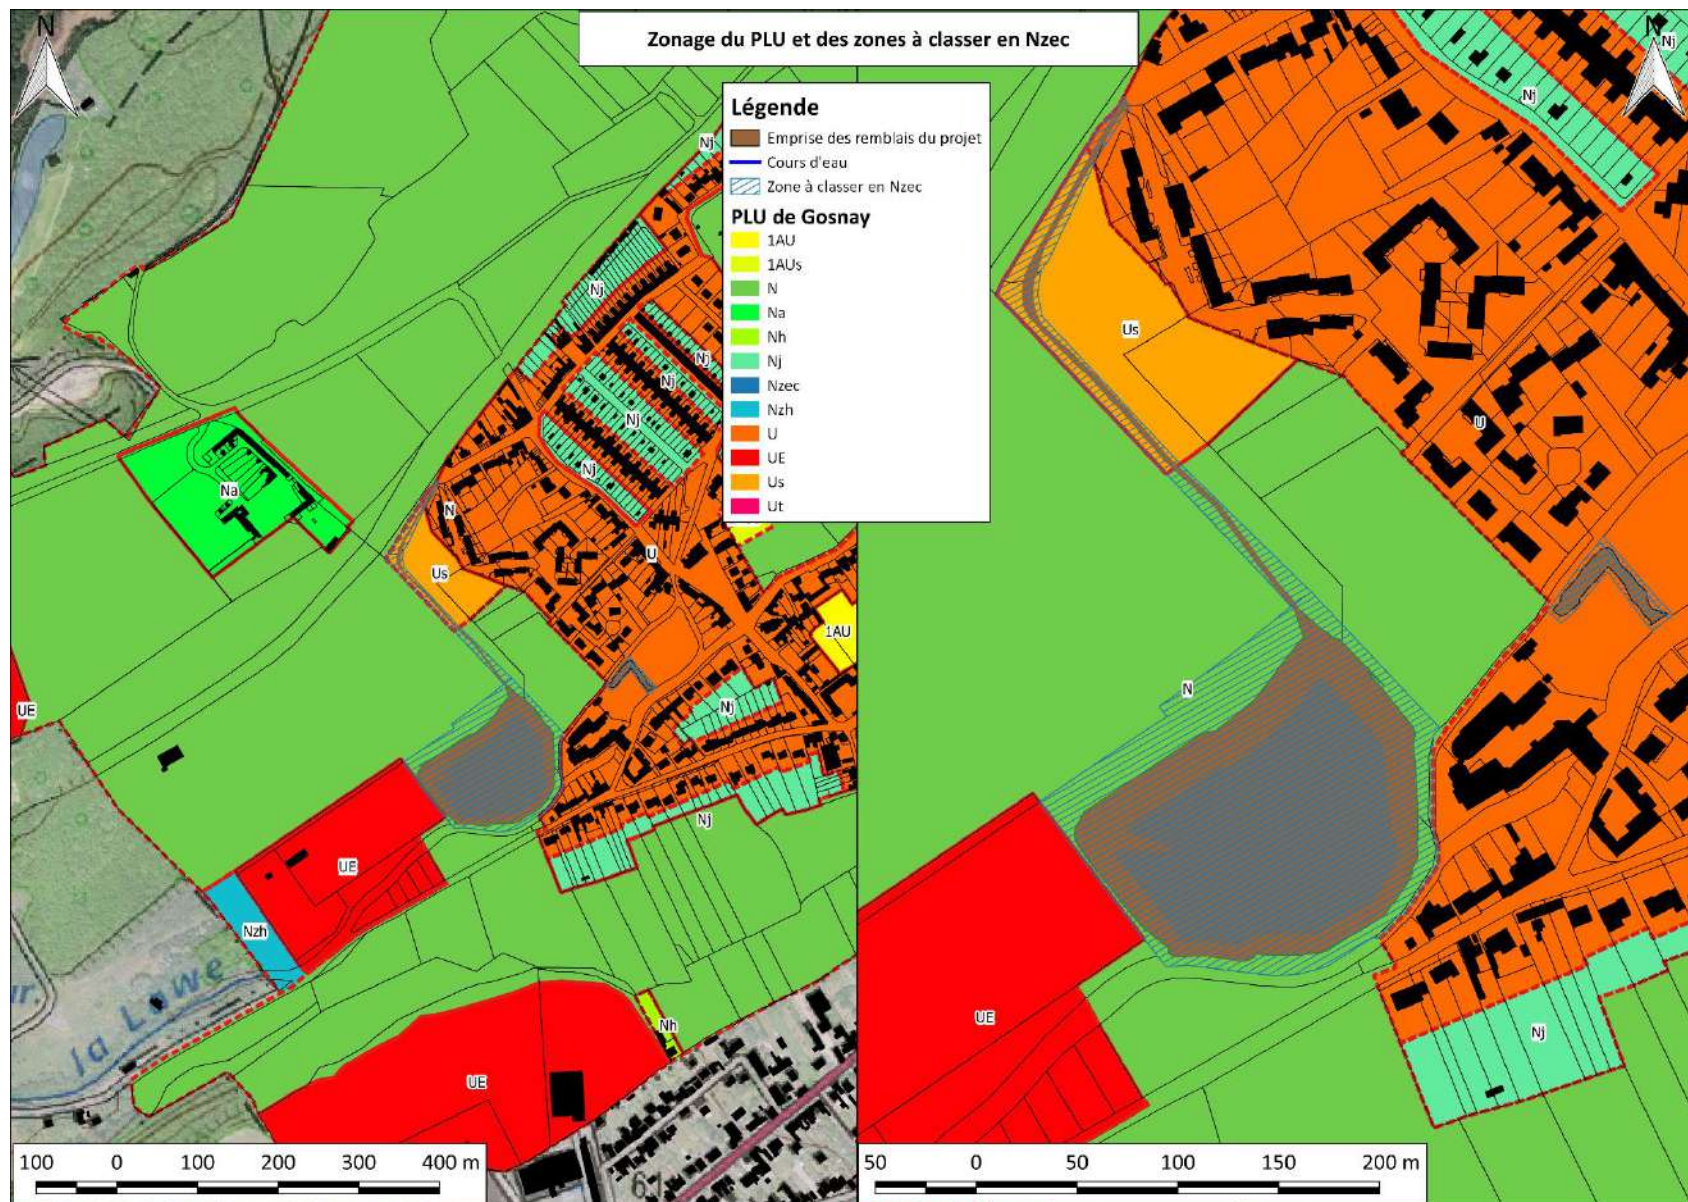 Zonage du PLU et des zones à classer en Nzec
N
N
Légende
Emprise des remblais du projet
Cours d'eau
Zone à classer en Nzec
PLU de Gosnay
1AU
1AUs
N
Na
Nh
Nj
Nzec
Nzh
U
UE
Us
Ut
Nj
Nj
Nj
Nj
Nj
Nj
Na
N
Us
U
1AU
UE
Nj
Nj
UE
Nzh
la Lawe
ur.
Nh
UE
61
100 0 100 200 300 400 m
Nj
Nj
Us
U
N
UE
Nj
50 0 50 100 150 200 m